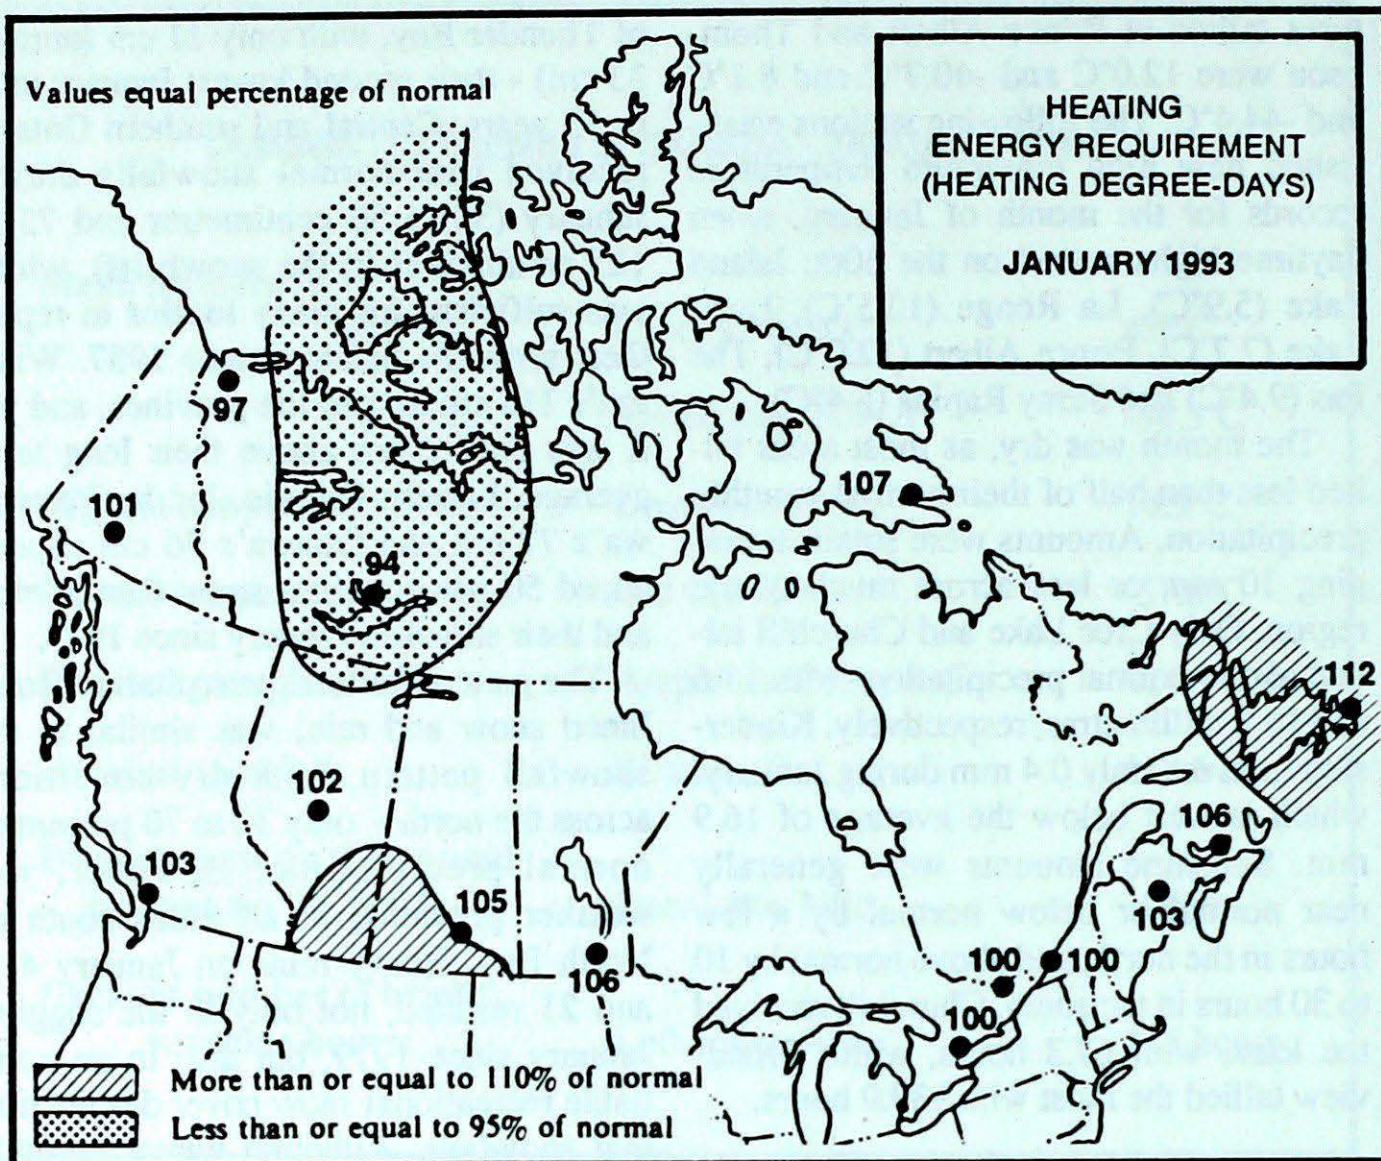 Values equal percentage of normal
HEATING
ENERGY REQUIREMENT
(HEATING DEGREE-DAYS)
JANUARY 1993
97
101
94
107
112
102
103
105
106
106
103
100
100
100
More than or equal to 110% of normal
Less than or equal to 95% of normal